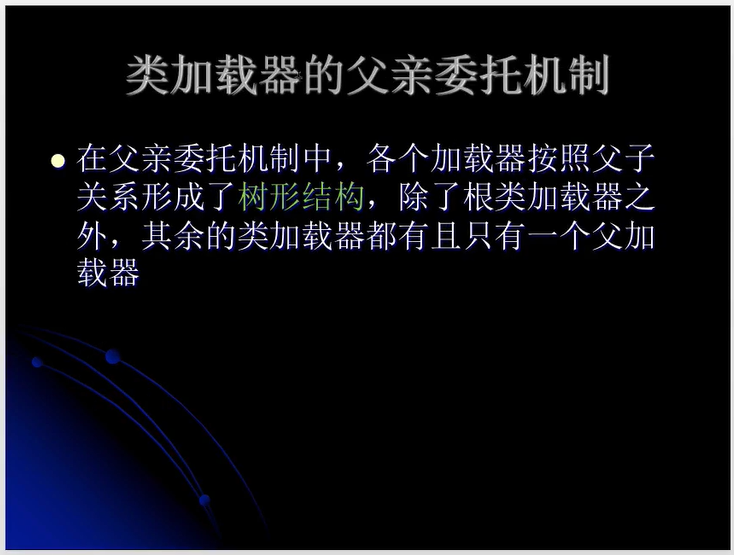 类加载器的父亲委托机制
在父亲委托机制中，各个加载器按照父子
关系形成了树形结构，除了根类加载器之
外，其余的类加载器都有且只有一个父加
载器